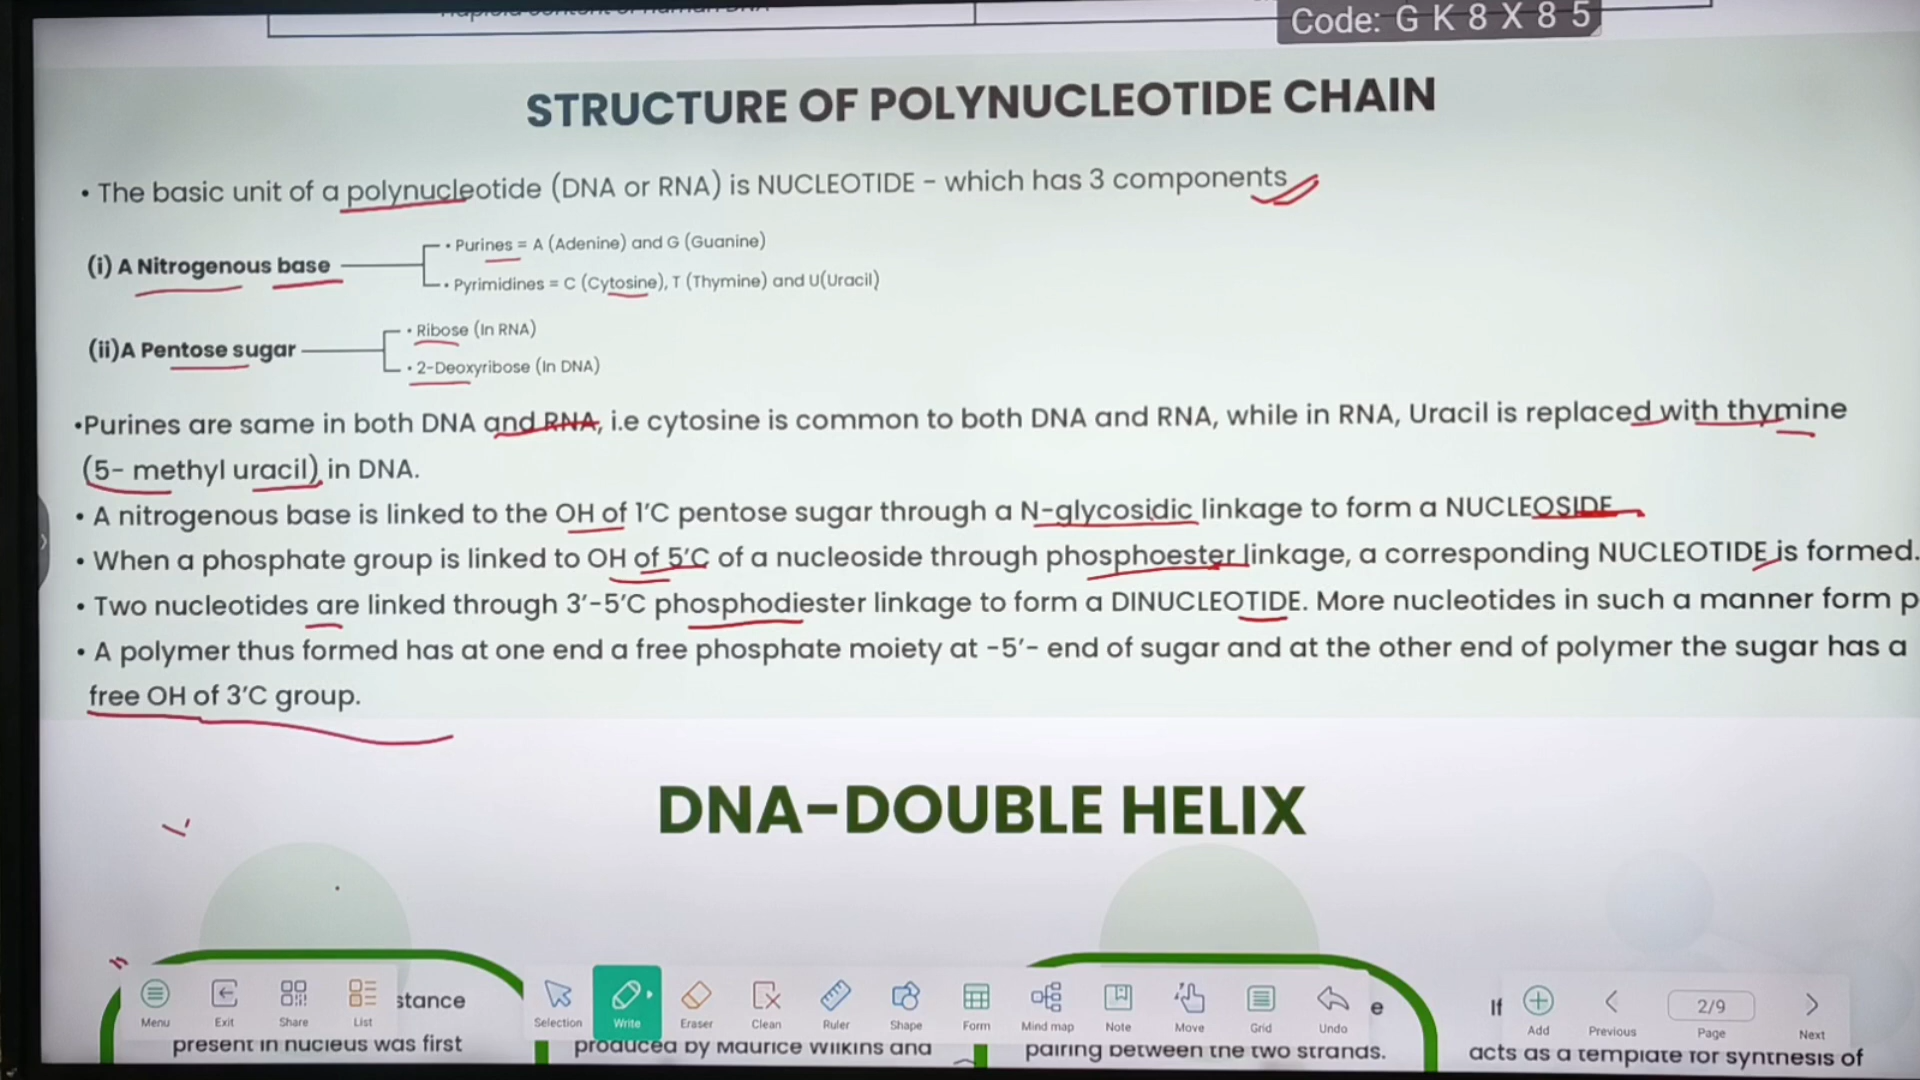 Code: G K 8 X 8 5
STRUCTURE OF POLYNUCLEOTIDE CHAIN
• The basic unit of a polynucleotide (DNA or RNA) is NUCLEOTIDE - which has 3 components
(i) A Nitrogenous base
• Purines = A (Adenine) and G (Guanine)
• Pyrimidines = C (Cytosine), T (Thymine) and U(Uracil)
(ii)A Pentose sugar
• Ribose (In RNA)
• 2-Deoxyribose (In DNA)
•Purines are same in both DNA and RNA, i.e cytosine is common to both DNA and RNA, while in RNA, Uracil is replaced with thymine
(5- methyl uracil) in DNA.
• A nitrogenous base is linked to the OH of 1'C pentose sugar through a N-glycosidic linkage to form a NUCLEOSIDE
• When a phosphate group is linked to OH of 5'C of a nucleoside through phosphoester linkage, a corresponding NUCLEOTIDE is formed.
• Two nucleotides are linked through 3'-5'C phosphodiester linkage to form a DINUCLEOTIDE. More nucleotides in such a manner form p
• A polymer thus formed has at one end a free phosphate moiety at -5'- end of sugar and at the other end of polymer the sugar has a
free OH of 3'C group.
DNA-DOUBLE HELIX
stance
e
If
Menu Exit Share List Selection Write Eraser Clean Ruler Shape Form Mind map Note Move Grid Undo Add Previous 2/9 Page Next
present in nucleus was first
produced by Maurice Wilkins and
pairing between the two strands.
acts as a template for synthesis of